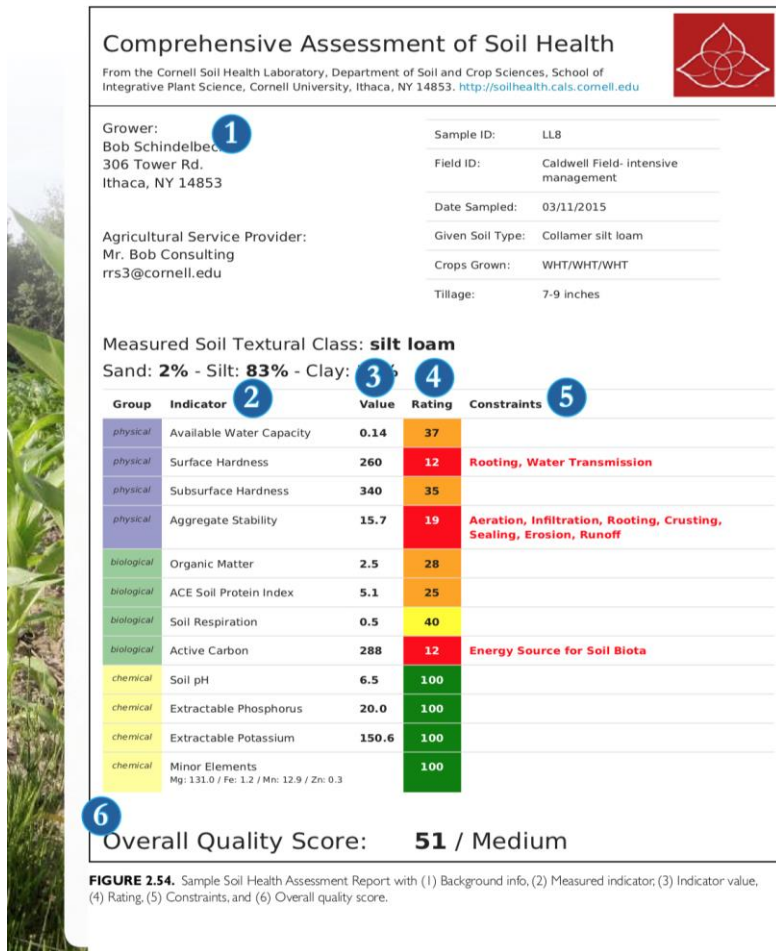 Comprehensive Assessment of Soil Health
From the Cornell Soil Health Laboratory, Department of Soil and Crop Sciences, School of
Integrative Plant Science, Cornell University, Ithaca, NY 14853. http://soilhealth.cals.cornell.edu
Grower:
1
Bob
306 Tower Rd.
Ithaca, NY 14853
Agricultural Service Provider:
Mr. Bob Consulting
rrs3@cornell.edu
Sample ID: LL8
Field ID: Caldwell Field- intensive
management
Date Sampled: 03/11/2015
Given Soil Type: Collamer silt loam
Crops Grown: WHT/WHT/WHT
Tillage: 7-9 inches
Measured Soil Textural Class: silt loam
Sand: 2% - Silt: 83% - Clay:
2 3 4 5
Group Indicator Value Rating Constraints
physical Available Water Capacity 0.14 37
physical Surface Hardness 260 12 Rooting, Water Transmission
physical Subsurface Hardness 340 35
physical Aggregate Stability 15.7 19 Aeration, Infiltration, Rooting, Crusting,
Sealing, Erosion, Runoff
biological Organic Matter 2.5 28
biological ACE Soil Protein Index 5.1 25
biological Soil Respiration 0.5 40
biological Active Carbon 288 12 Energy Source for Soil Biota
chemical Soil pH 6.5 100
chemical Extractable Phosphorus 20.0 100
chemical Extractable Potassium 150.6 100
chemical Minor Elements 100
Mg: 131.0 / Fe: 1.2 / Mn: 12.9 / Zn: 0.3
6
Overall Quality Score: 51 / Medium
FIGURE 2.54. Sample Soil Health Assessment Report with (1) Background info, (2) Measured indicator, (3) Indicator value,
(4) Rating, (5) Constraints, and (6) Overall quality score.